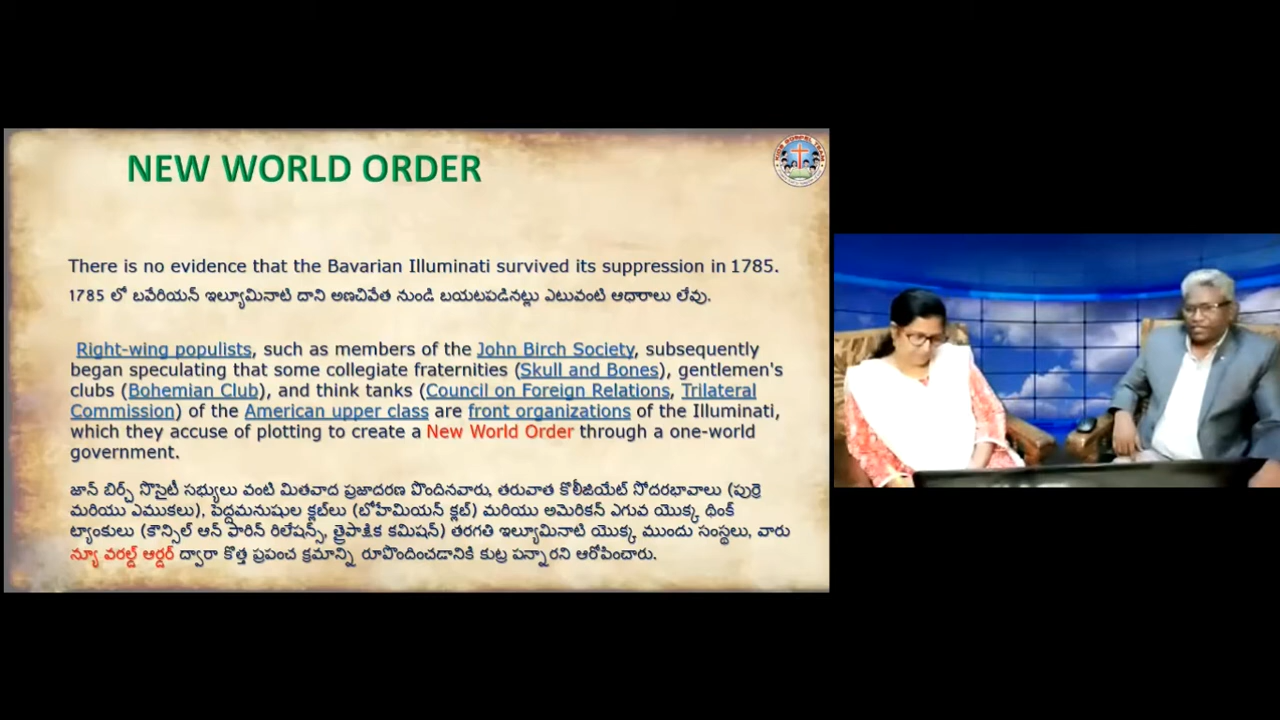 NEW WORLD ORDER
There is no evidence that the Bavarian Illuminati survived its suppression in 1785.
1785 లో బవేరియన్ ఇల్యూమినాటి దాని అణచివేత నుండి బయటపడినట్లు ఎటువంటి ఆధారాలు లేవు.
Right-wing populists, such as members of the John Birch Society, subsequently
began speculating that some collegiate fraternities (Skull and Bones), gentlemen's
clubs (Bohemian Club), and think tanks (Council on Foreign Relations, Trilateral
Commission) of the American upper class are front organizations of the Illuminati,
which they accuse of plotting to create a New World Order through a one-world
government.
జాన్ బిర్చ్ సొసైటీ సభ్యులు వంటి మితవాద ప్రజాదరణ పొందినవారు, తరువాత కొలీజియేట్ సోదరభావాలు (పుర్రె
మరియు ఎముకలు), పెద్దమనుషుల క్లబ్‌లు (బోహేమియన్ క్లబ్) మరియు అమెరికన్ ఎగువ యొక్క థింక్
ట్యాంకులు (కౌన్సిల్ ఆన్ ఫారిన్ రిలేషన్స్, త్రైపాక్షిక కమిషన్) తరగతి ఇల్యూమినాటి యొక్క ముందు సంస్థలు, వారు
న్యూ వరల్డ్ ఆర్డర్ ద్వారా కొత్త ప్రపంచ క్రమాన్ని రూపొందించడానికి కుట్ర పన్నారని ఆరోపించారు.